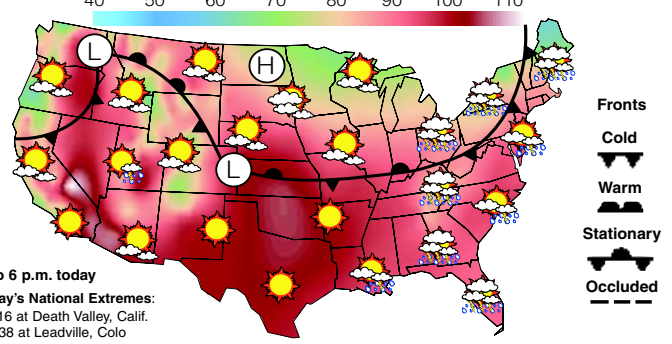 40 50 60 70 80 90 100 110
L
H
L
Fronts
Cold
Warm
Stationary
Occluded
6 p.m. today
ay's National Extremes:
16 at Death Valley, Calif.
38 at Leadville, Colo